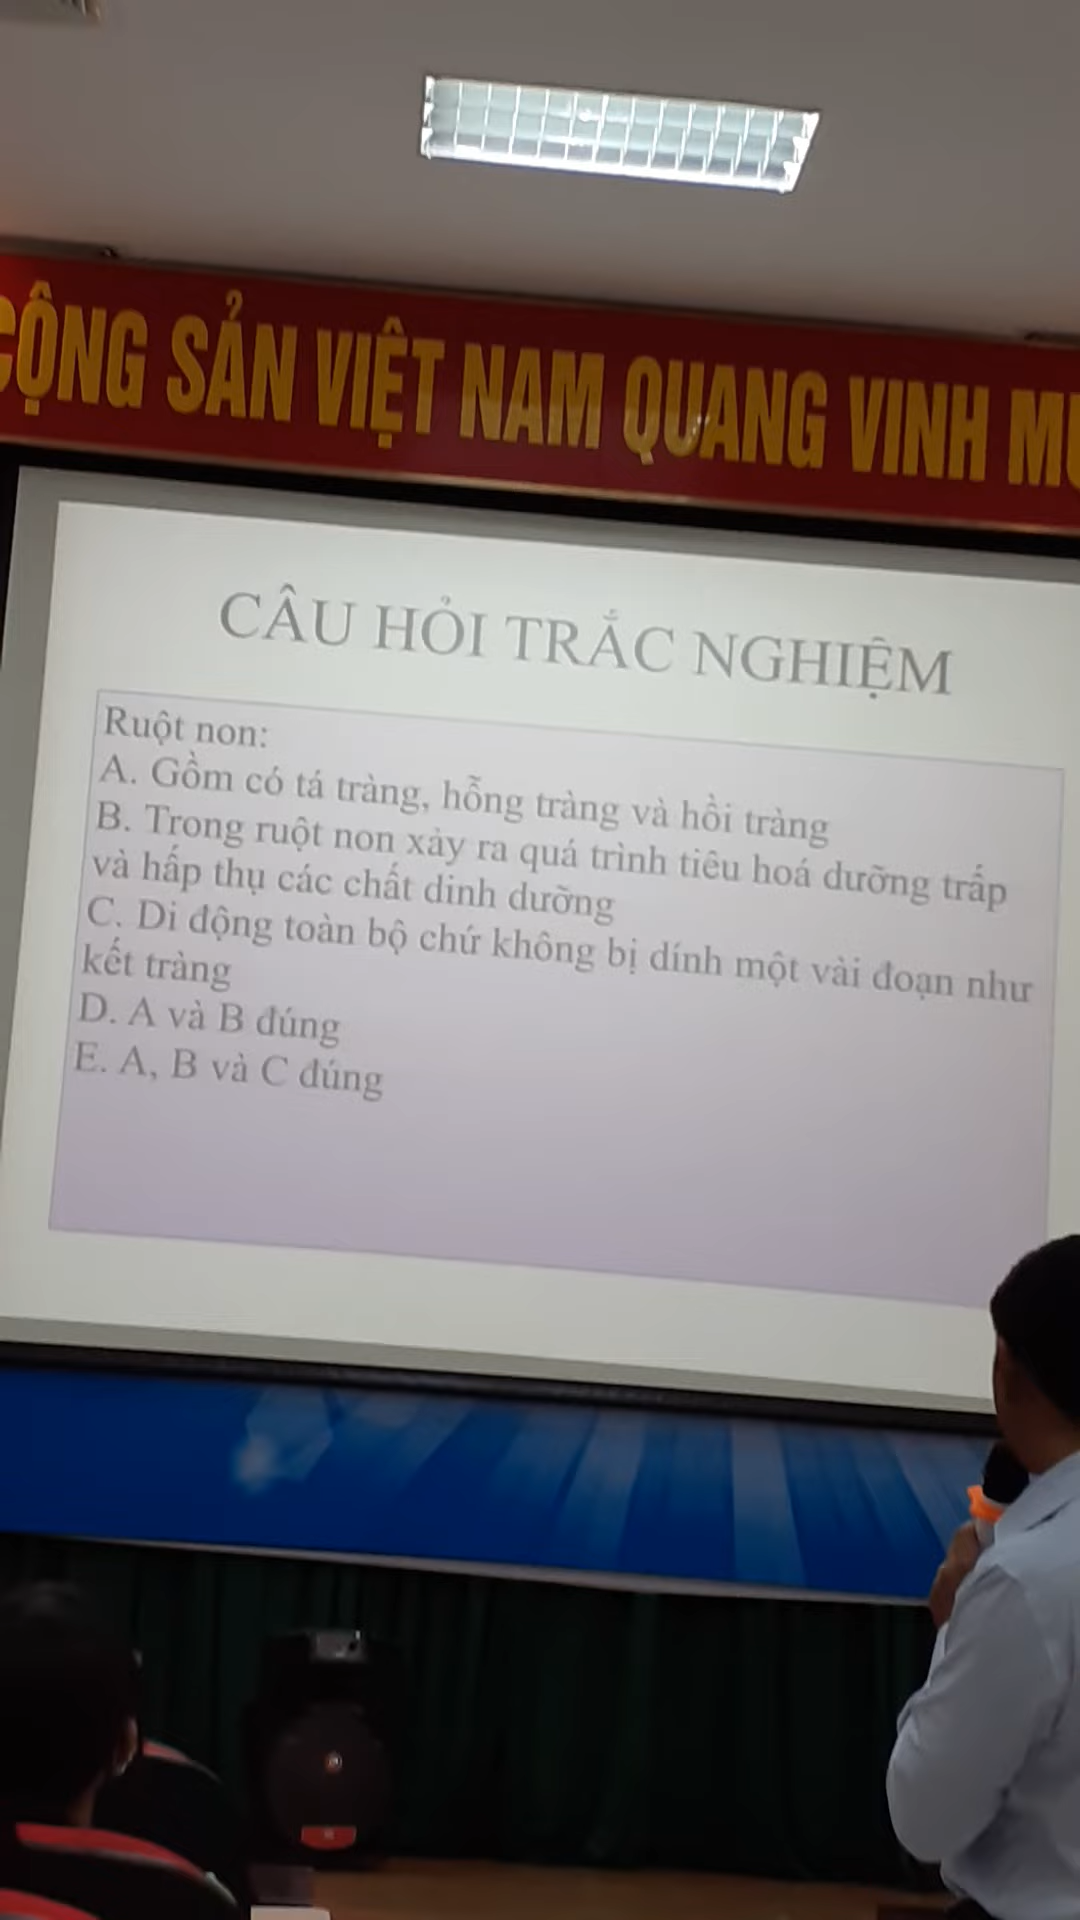 CỘNG SẢN VIỆT NAM QUANG VINH
CÂU HỎI TRẮC NGHIỆM
Ruột non:
A. Gồm có tá tràng, hỗng tràng và hồi tràng
B. Trong ruột non xảy ra quá trình tiêu hoá dưỡng trấp
và hấp thụ các chất dinh dưỡng
C. Di động toàn bộ chứ không bị dính một vài đoạn như
kết tràng
D. A và B đúng
E. A, B và C đúng